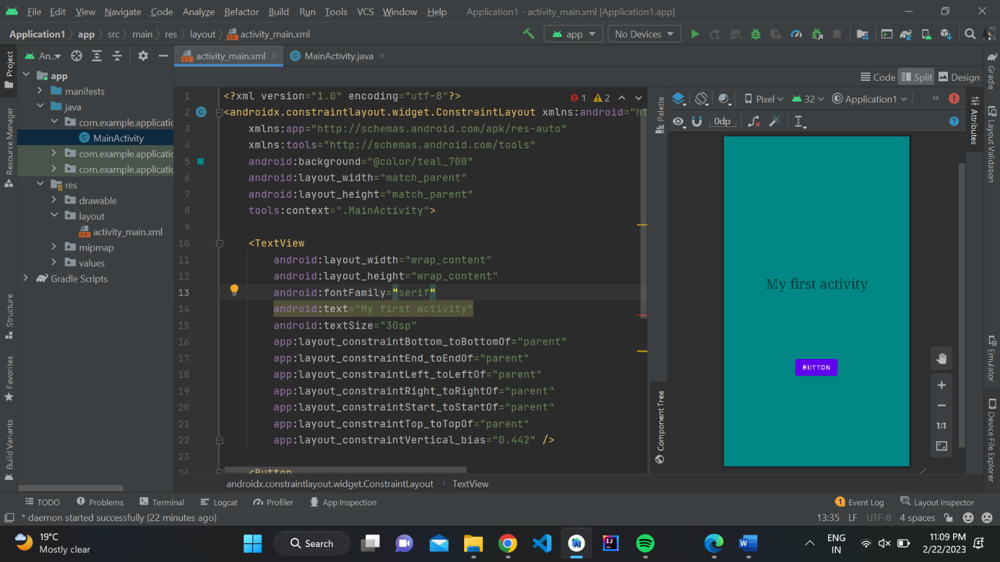 File Edit View Navigate Code Analyze Refactor Build Run Tools VCS Window Help Application1 - activity_main.xml [Application1.app]
Application1 app src main res layout activity_main.xml app No Devices
An... activity_main.xml MainActivity.java
Code Split Design
Project
Resource Manager
Structure
Favorites
Build Variants
app
manifests
java
com.example.applicatio
MainActivity
com.example.applicatio
com.example.applicatio
res
drawable
layout
activity_main.xml
mipmap
values
Gradle Scripts
1 <?xml version="1.0" encoding="utf-8"?>
2 <androidx.constraintlayout.widget.ConstraintLayout xmlns:android="ht
3 xmlns:app="http://schemas.android.com/apk/res-auto"
4 xmlns:tools="http://schemas.android.com/tools"
5 android:background="@color/teal_700"
6 android:layout_width="match_parent"
7 android:layout_height="match_parent"
8 tools:context=".MainActivity">
9
10 <TextView
11 android:layout_width="wrap_content"
12 android:layout_height="wrap_content"
13 android:fontFamily="serif"
14 android:text="My first activity"
15 android:textSize="30sp"
16 app:layout_constraintBottom_toBottomOf="parent"
17 app:layout_constraintEnd_toEndOf="parent"
18 app:layout_constraintLeft_toLeftOf="parent"
19 app:layout_constraintRight_toRightOf="parent"
20 app:layout_constraintStart_toStartOf="parent"
21 app:layout_constraintTop_toTopOf="parent"
22 app:layout_constraintVertical_bias="0.442" />
23
24 <Button
1 2
Palette
Component Tree
Pixel 32 Application1
0dp
My first activity
BUTTON
1:1
Attributes
Gradle
Layout Validation
Emulator
Device File Explorer
androidx.constraintlayout.widget.ConstraintLayout TextView
TODO Problems Terminal Logcat Profiler App Inspection 1 Event Log Layout Inspector
* daemon started successfully (22 minutes ago) 13:35 LF UTF-8 4 spaces
19°C
Mostly clear
Search
ENG
IN
11:09 PM
2/22/2023